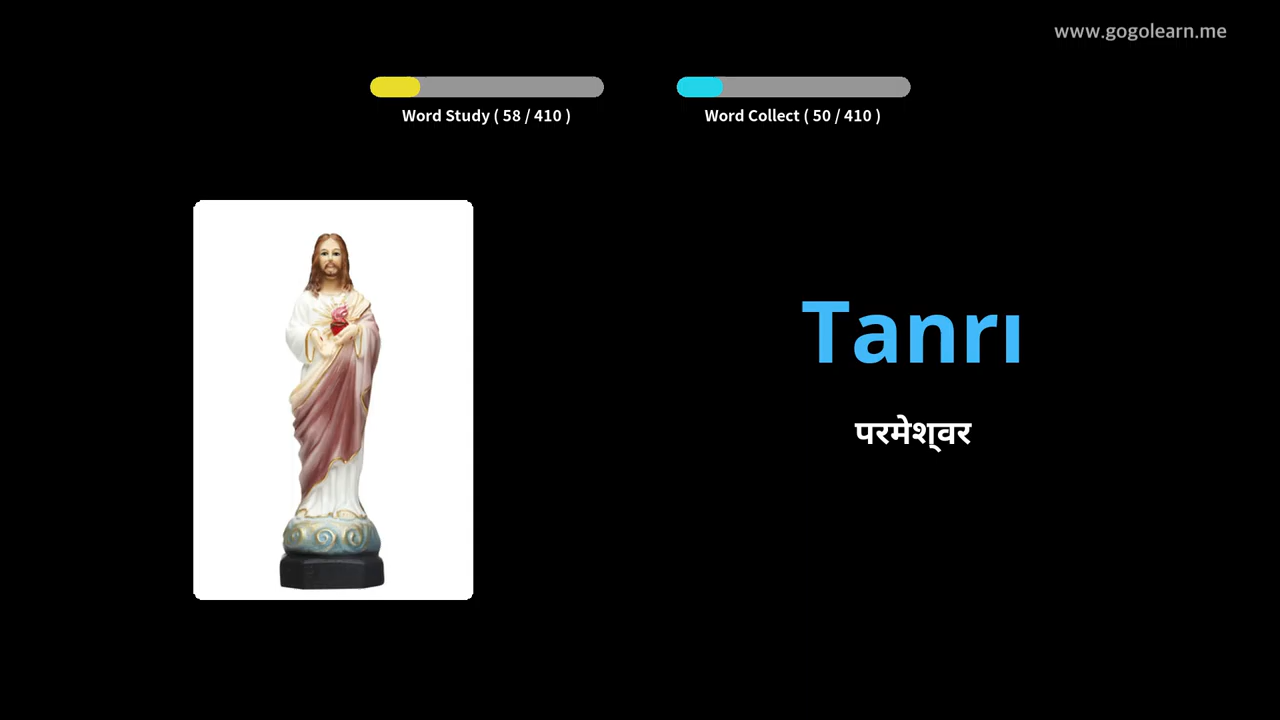 www.gogolearn.me
Word Study ( 58 / 410 )
Word Collect ( 50 / 410 )
Tanrı
परमेश्‌वर